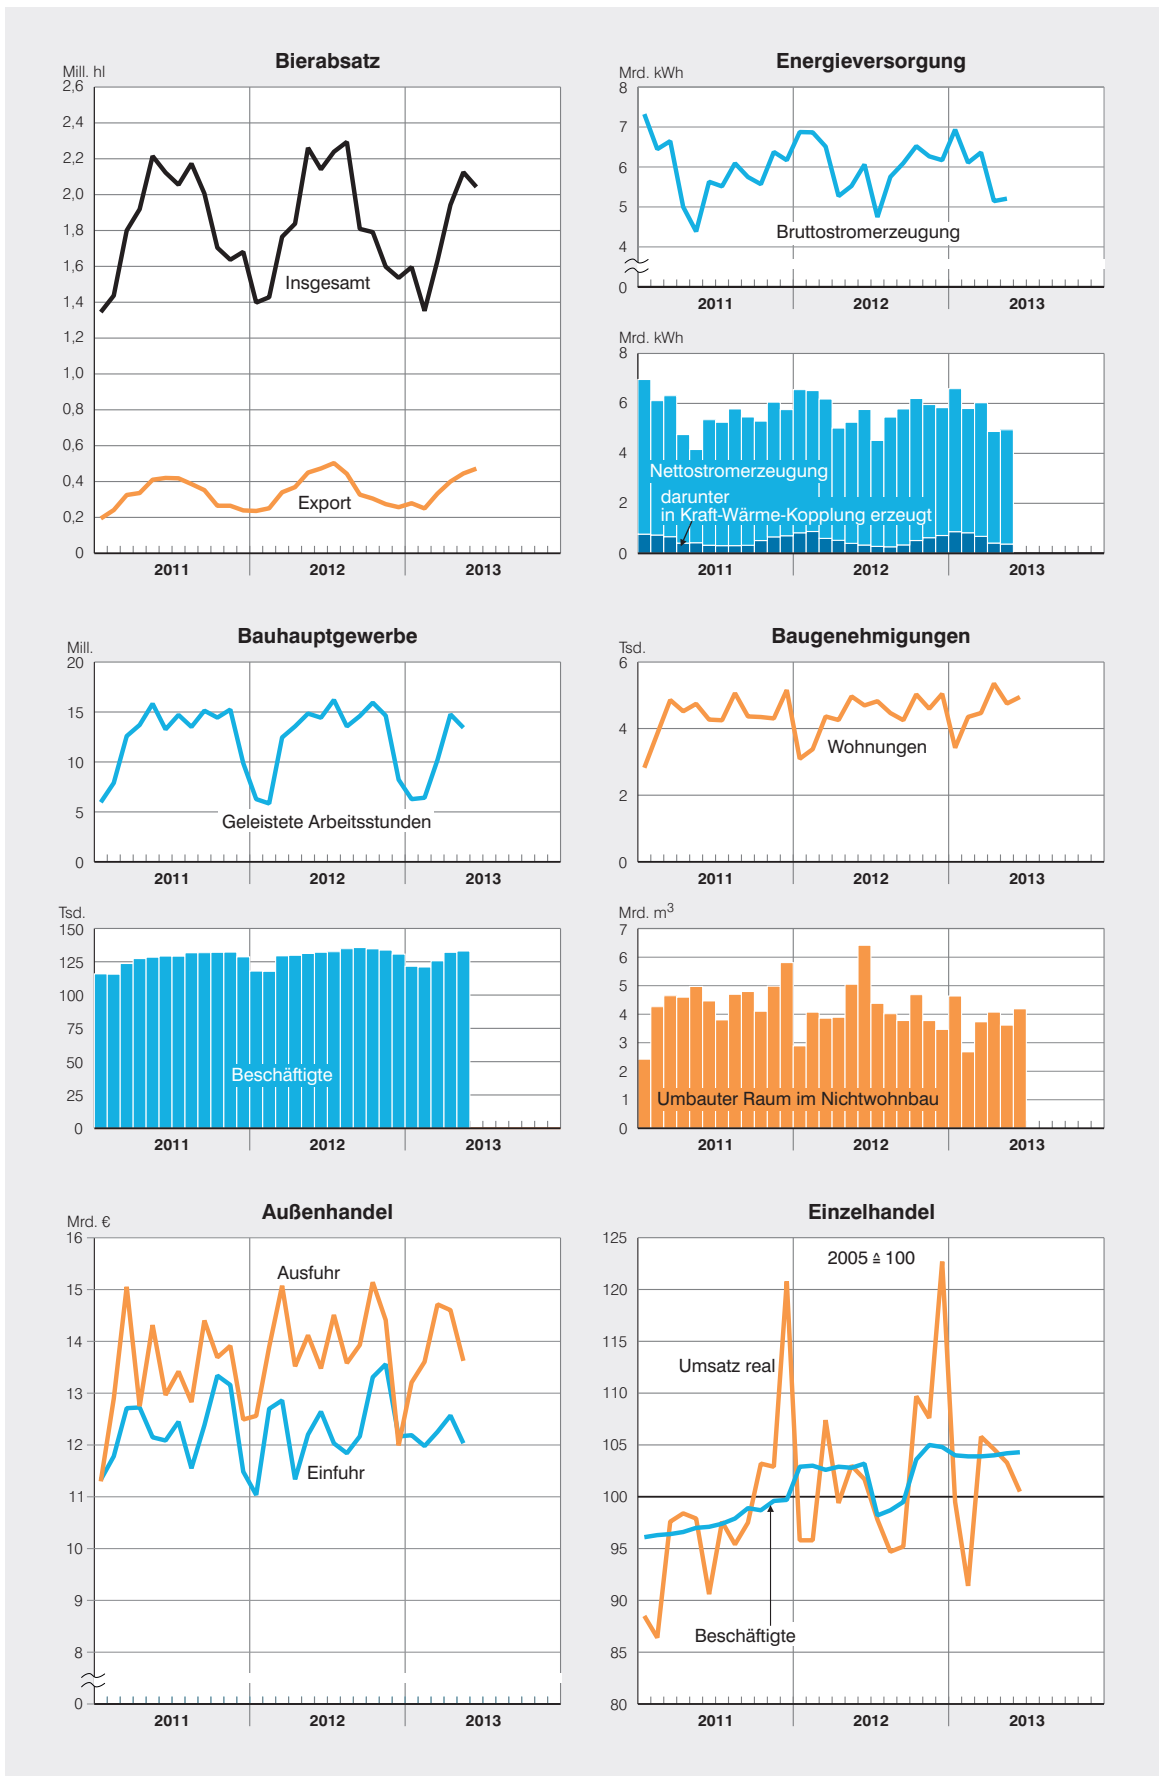 Bierabsatz
Mill. hl
2,6
2,4
2,2
2,0
1,8
1,6
1,4
1,2
1,0
0,8
0,6
0,4
0,2
0
Insgesamt
Export
2011 2012 2013
Energieversorgung
Mrd. kWh
8
7
6
5
4
0
Bruttostromerzeugung
2011 2012 2013
Mrd. kWh
8
6
4
2
0
Nettostromerzeugung
darunter
in Kraft-Wärme-Kopplung erzeugt
2011 2012 2013
Bauhauptgewerbe
Mill.
20
15
10
5
0
Geleistete Arbeitsstunden
2011 2012 2013
Tsd.
150
125
100
75
50
25
0
Beschäftigte
2011 2012 2013
Baugenehmigungen
Tsd.
6
4
2
0
Wohnungen
2011 2012 2013
Mrd. m³
7
6
5
4
3
2
1
0
Umbauter Raum im Nichtwohnbau
2011 2012 2013
Außenhandel
Mrd. €
16
15
14
13
12
11
10
9
8
0
Ausfuhr
Einfuhr
2011 2012 2013
Einzelhandel
125
120
115
110
105
100
95
90
85
80
2005 ≙ 100
Umsatz real
Beschäftigte
2011 2012 2013